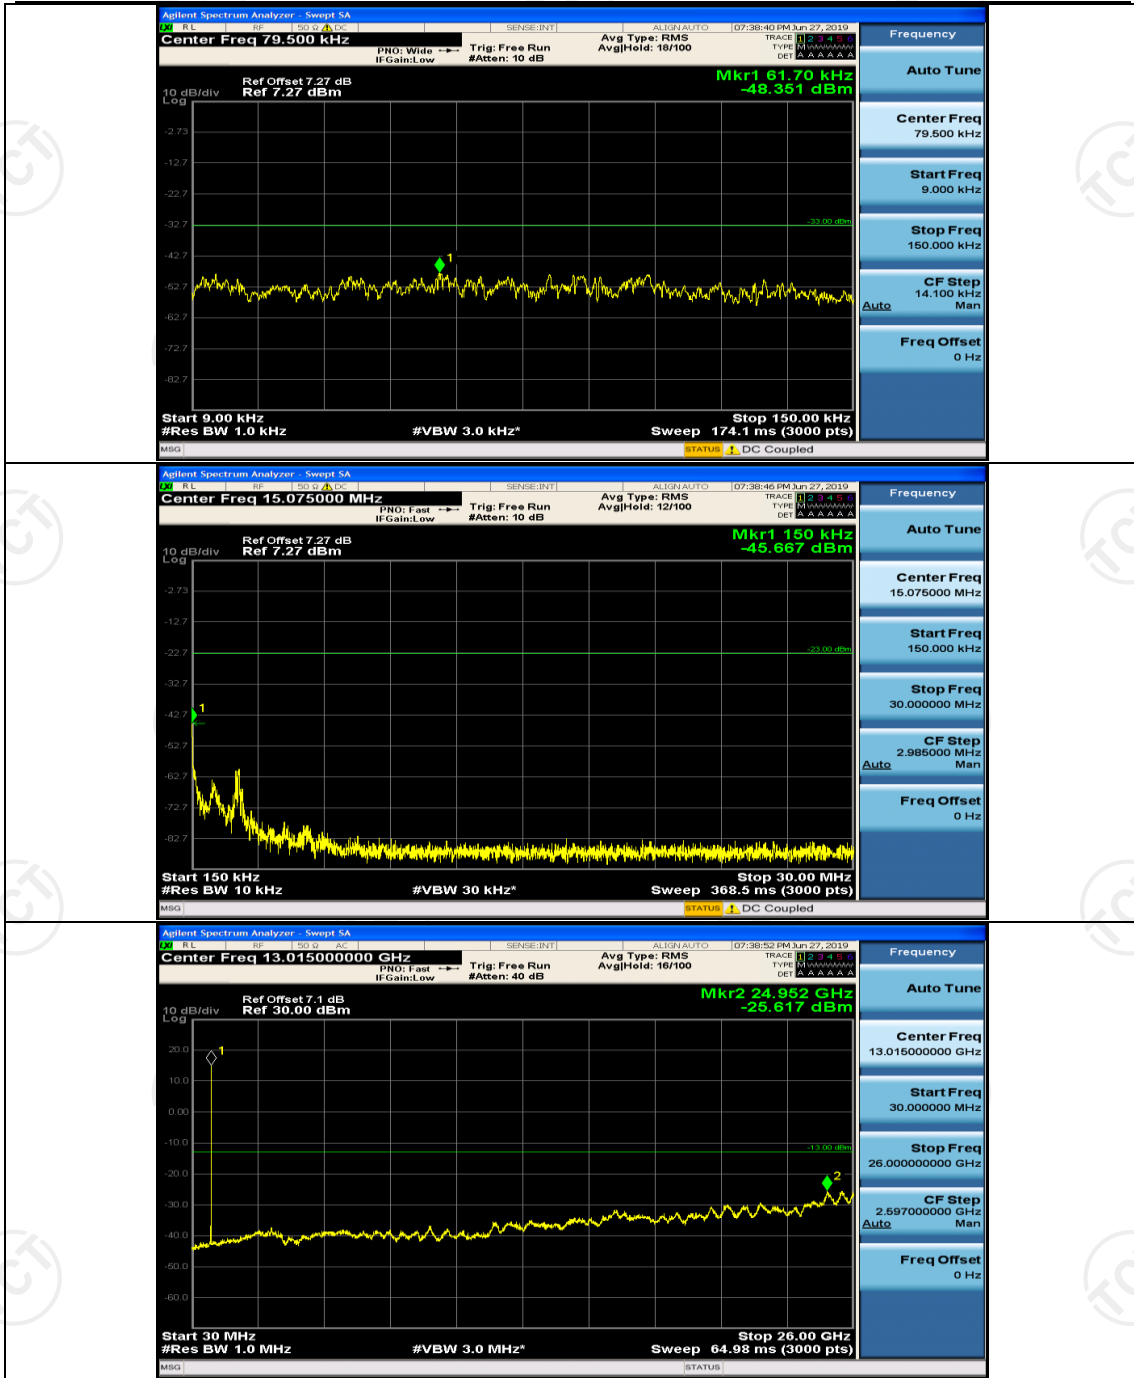 Agilent Spectrum Analyzer - Swept SA
LXI RL RF 50 Ω DC SENSE:INT ALIGN AUTO 07:38:40 PM Jun 27, 2019
Center Freq 79.500 kHz
PNO: Wide IFGain:Low
Trig: Free Run
#Atten: 10 dB
Avg Type: RMS
Avg|Hold: 18/100
TRACE 1 2 3 4 5 6
TYPE M W W W W W
DET A A A A A A
Ref Offset 7.27 dB
10 dB/div Ref 7.27 dBm
Log
Mkr1 61.70 kHz
-48.351 dBm
-2.73
-12.7
-22.7
-33.00 dBm
-32.7
1
-42.7
-52.7
-62.7
-72.7
-82.7
Start 9.00 kHz Stop 150.00 kHz
#Res BW 1.0 kHz #VBW 3.0 kHz* Sweep 174.1 ms (3000 pts)
MSG STATUS DC Coupled
Frequency
Auto Tune
Center Freq
79.500 kHz
Start Freq
9.000 kHz
Stop Freq
150.000 kHz
CF Step
14.100 kHz
Auto Man
Freq Offset
0 Hz
Agilent Spectrum Analyzer - Swept SA
LXI RL RF 50 Ω DC SENSE:INT ALIGN AUTO 07:38:46 PM Jun 27, 2019
Center Freq 15.075000 MHz
PNO: Fast IFGain:Low
Trig: Free Run
#Atten: 10 dB
Avg Type: RMS
Avg|Hold: 12/100
TRACE 1 2 3 4 5 6
TYPE M W W W W W
DET A A A A A A
Ref Offset 7.27 dB
10 dB/div Ref 7.27 dBm
Log
Mkr1 150 kHz
-45.667 dBm
-2.73
-12.7
-22.7
-23.00 dBm
-32.7
-42.7
1
-52.7
-62.7
-72.7
-82.7
Start 150 kHz Stop 30.00 MHz
#Res BW 10 kHz #VBW 30 kHz* Sweep 368.5 ms (3000 pts)
MSG STATUS DC Coupled
Frequency
Auto Tune
Center Freq
15.075000 MHz
Start Freq
150.000 kHz
Stop Freq
30.000000 MHz
CF Step
2.985000 MHz
Auto Man
Freq Offset
0 Hz
Agilent Spectrum Analyzer - Swept SA
LXI RL RF 50 Ω AC SENSE:INT ALIGN AUTO 07:38:52 PM Jun 27, 2019
Center Freq 13.015000000 GHz
PNO: Fast IFGain:Low
Trig: Free Run
#Atten: 40 dB
Avg Type: RMS
Avg|Hold: 16/100
TRACE 1 2 3 4 5 6
TYPE M W W W W W
DET A A A A A A
Ref Offset 7.1 dB
10 dB/div Ref 30.00 dBm
Log
Mkr2 24.952 GHz
-25.617 dBm
20.0
1
10.0
0.00
-10.0
-13.00 dBm
-20.0
2
-30.0
-40.0
-50.0
-60.0
Start 30 MHz Stop 26.00 GHz
#Res BW 1.0 MHz #VBW 3.0 MHz* Sweep 64.98 ms (3000 pts)
MSG STATUS
Frequency
Auto Tune
Center Freq
13.015000000 GHz
Start Freq
30.000000 MHz
Stop Freq
26.000000000 GHz
CF Step
2.597000000 GHz
Auto Man
Freq Offset
0 Hz
TCT